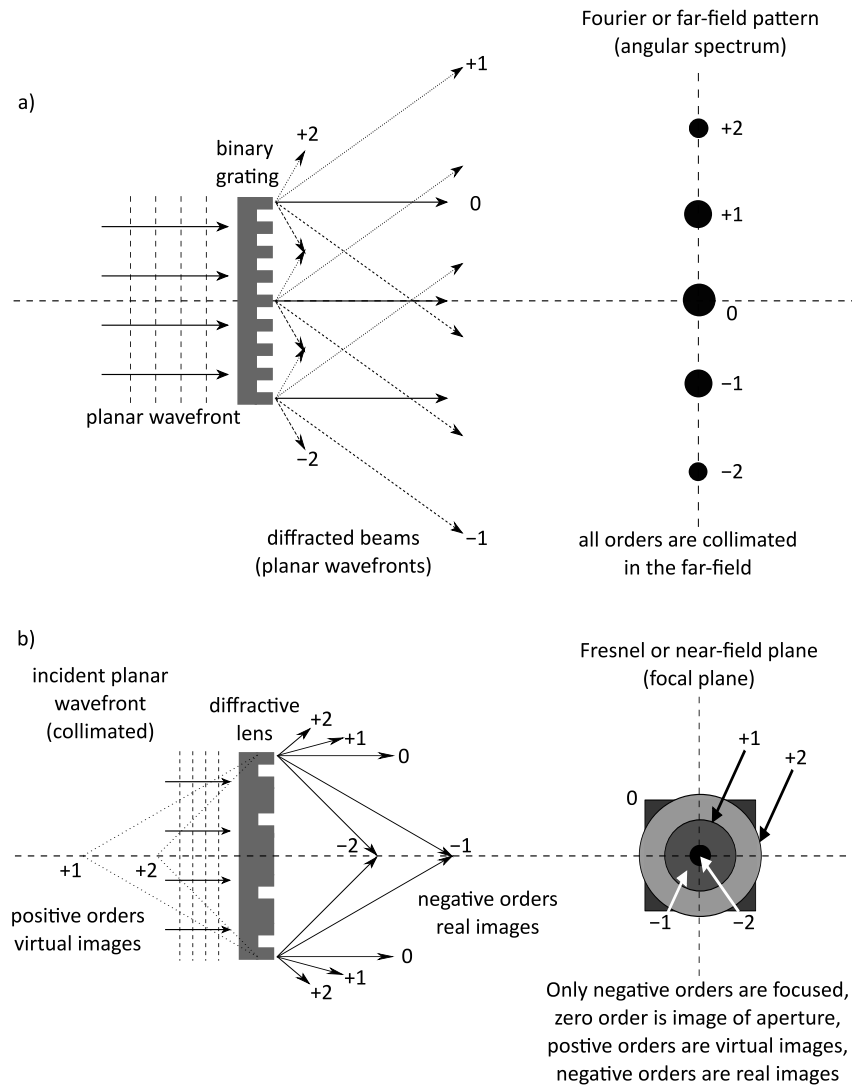 a)
Fourier or far-field pattern
(angular spectrum)
+1
+2
binary
grating
0
planar wavefront
−2
−1
diffracted beams
(planar wavefronts)
+2
+1
0
−1
−2
all orders are collimated
in the far-field
b)
incident planar
wavefront
(collimated)
diffractive
lens
+2
+1
0
−2
−1
+1
+2
positive orders
virtual images
negative orders
real images
0
+1
+2
Fresnel or near-field plane
(focal plane)
+1
+2
0
−1
−2
Only negative orders are focused,
zero order is image of aperture,
postive orders are virtual images,
negative orders are real images